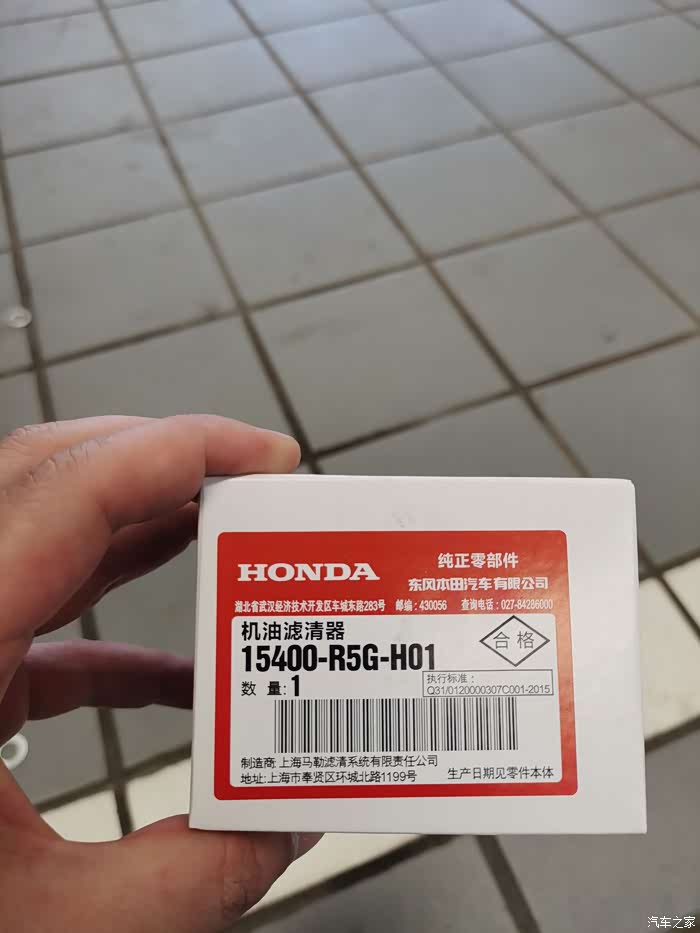 HONDA
纯正零部件
东风本田汽车有限公司
湖北省武汉经济技术开发区车城东路283号 邮编:430056 查询电话:027-84286000
机油滤清器
合格
15400-R5G-H01
数 量:1
执行标准:
Q31/0120000307C001-2015
制造商:上海马勒滤清系统有限责任公司
地址:上海市奉贤区环城北路1199号
生产日期见零件本体
汽车之家